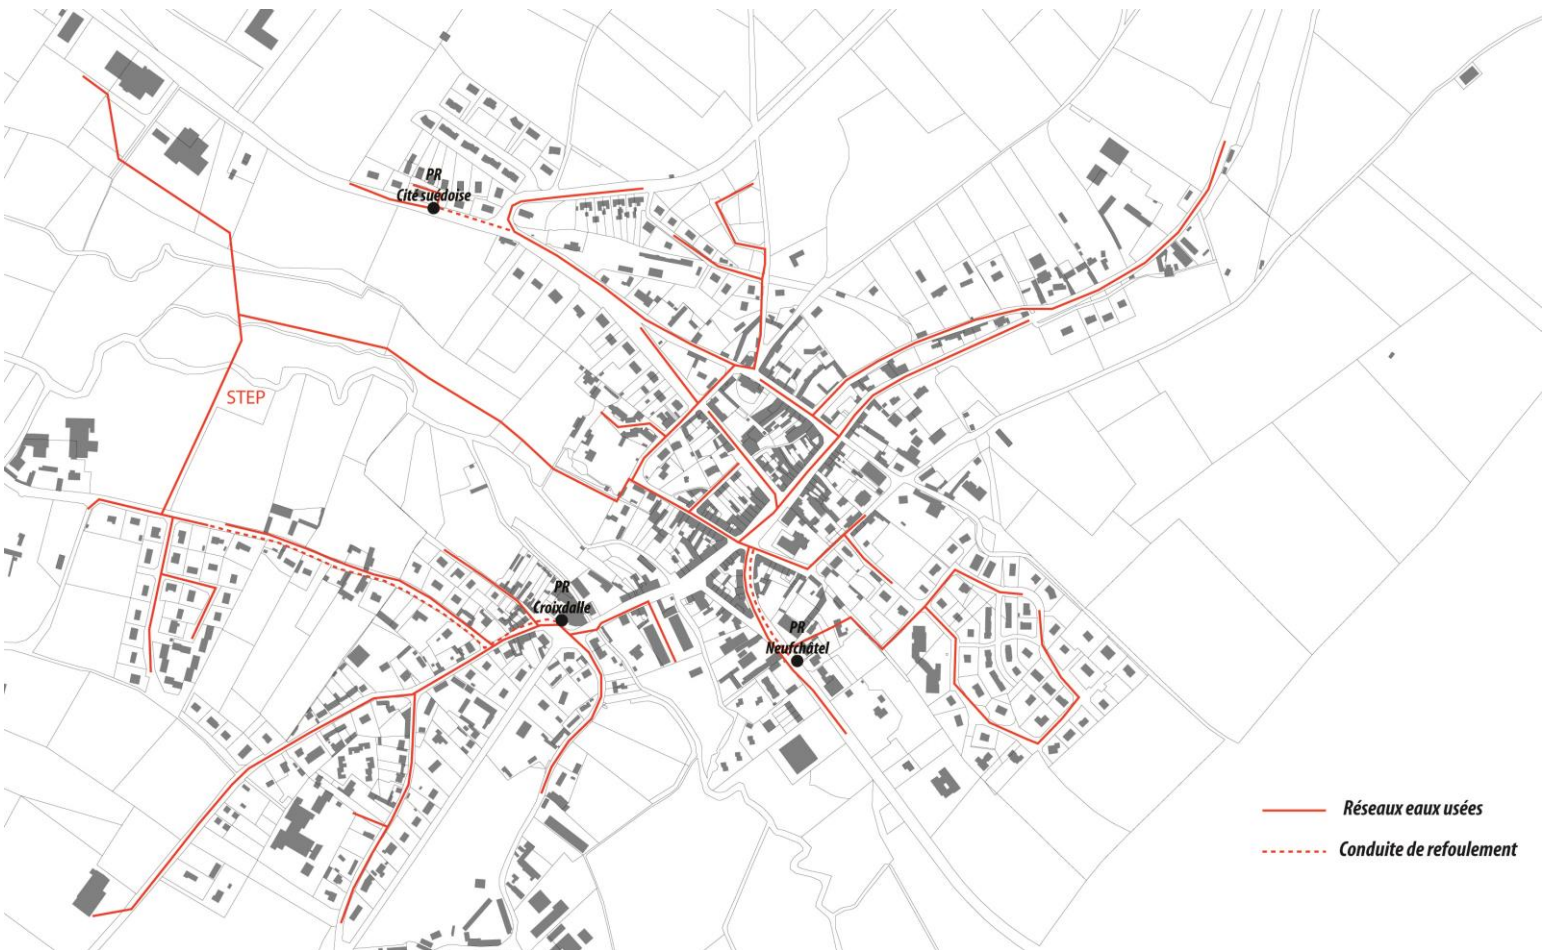 PR
Cité suédoise
STEP
PR
Croixdalle
PR
Neufchâtel
Réseaux eaux usées
Conduite de refoulement